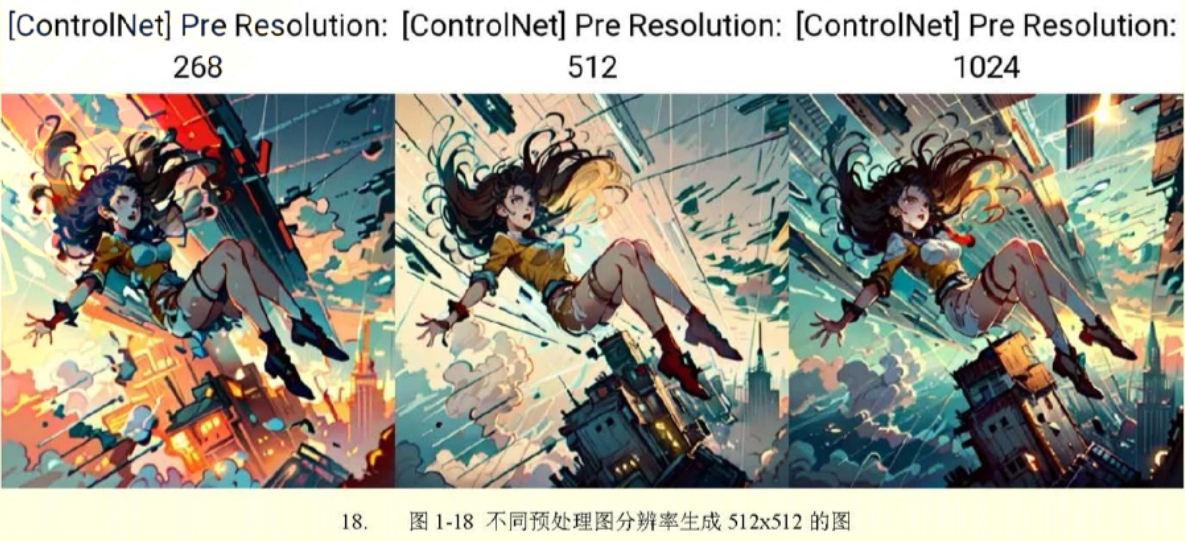 [ControlNet] Pre Resolution: [ControlNet] Pre Resolution: [ControlNet] Pre Resolution:
268 512 1024
18. 图 1-18 不同预处理图分辨率生成 512x512 的图